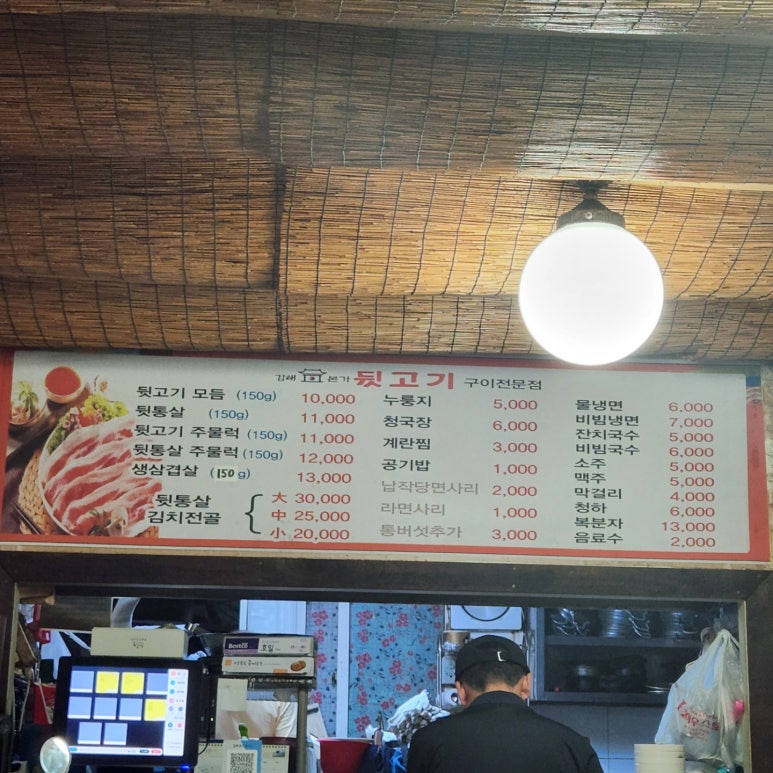 김해 본가 뒷고기 구이전문점
뒷고기 모듬 (150g) 10,000
뒷통살 (150g) 11,000
뒷고기 주물럭 (150g) 11,000
뒷통살 주물럭 (150g) 12,000
생삼겹살 (150g) 13,000
뒷통살 김치전골
大 30,000
中 25,000
小 20,000
누룽지 5,000
청국장 6,000
계란찜 3,000
공기밥 1,000
납작당면사리 2,000
라면사리 1,000
통버섯추가 3,000
물냉면 6,000
비빔냉면 7,000
잔치국수 5,000
비빔국수 6,000
소주 5,000
맥주 5,000
막걸리 4,000
청하 6,000
복분자 13,000
음료수 2,000
Bestco
호일